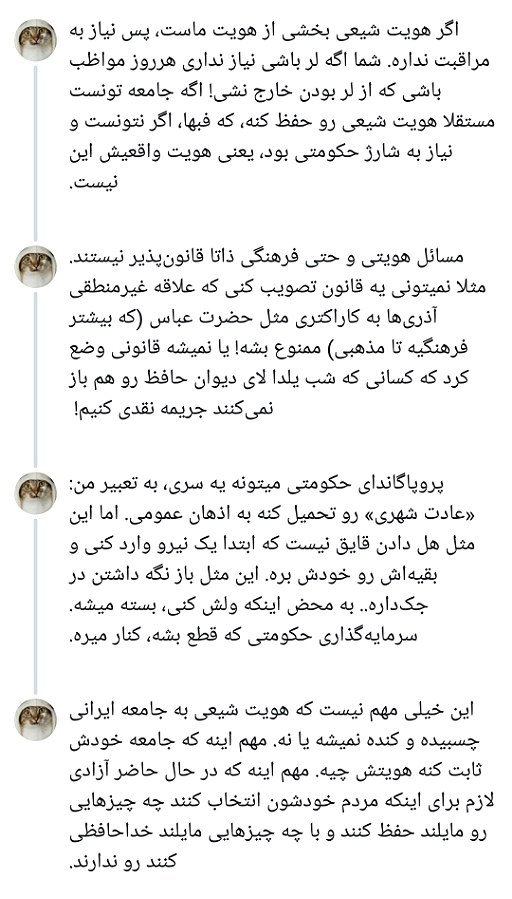 اگر هویت شیعی بخشی از هویت ماست، پس نیاز به
مراقبت نداره. شما اگه لر باشی نیاز نداری هرروز مواظب
باشی که از لر بودن خارج نشی! اگه جامعه تونست
مستقلا هویت شیعی رو حفظ کنه، که فبها، اگر نتونست و
نیاز به شارژ حکومتی بود، یعنی هویت واقعیش این
نیست.
مسائل هویتی و حتی فرهنگی ذاتا قانون‌پذیر نیستند.
مثلا نمیتونی یه قانون تصویب کنی که علاقه غیرمنطقی
آذری‌ها به کاراکتری مثل حضرت عباس (که بیشتر
فرهنگیه تا مذهبی) ممنوع بشه! یا نمیشه قانونی وضع
کرد که کسانی که شب یلدا لای دیوان حافظ رو هم باز
نمی‌کنند جریمه نقدی کنیم!
پروپاگاندای حکومتی میتونه یه سری، به تعبیر من:
«عادت شهری» رو تحمیل کنه به اذهان عمومی. اما این
مثل هل دادن قایق نیست که ابتدا یک نیرو وارد کنی و
بقیه‌اش رو خودش بره. این مثل باز نگه داشتن در
جک‌داره.. به محض اینکه ولش کنی، بسته میشه.
سرمایه‌گذاری حکومتی که قطع بشه، کنار میره.
این خیلی مهم نیست که هویت شیعی به جامعه ایرانی
چسبیده و کنده نمیشه یا نه. مهم اینه که جامعه خودش
ثابت کنه هویتش چیه. مهم اینه که در حال حاضر آزادی
لازم برای اینکه مردم خودشون انتخاب کنند چه چیزهایی
رو مایلند حفظ کنند و با چه چیزهایی مایلند خداحافظی
کنند رو ندارند.